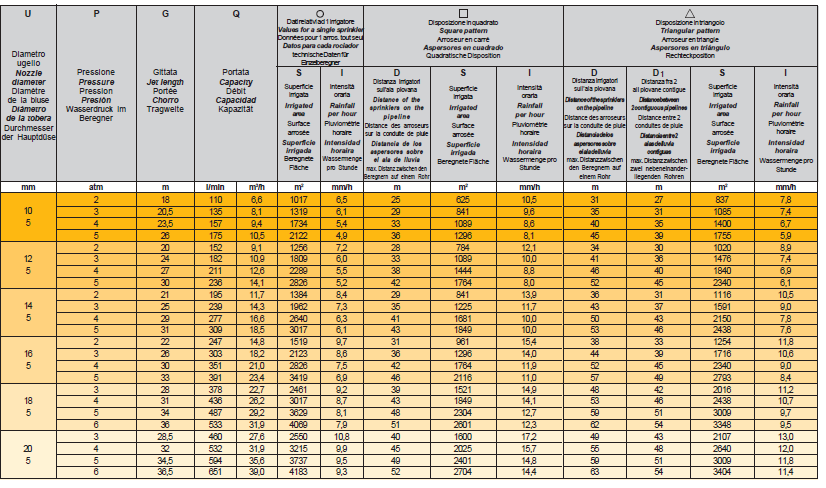 U P G Q Dati relativi ad 1 irrigatore Disposizione in quadrato Disposizione in triangolo
Values for a single sprinkler Square pattern Triangular pattern
Données pour 1 arros. tout seul Arroseur en carré Arroseur en triangle
Datos para cada rociador Aspersores en cuadrado Aspersores en triángulo
technische Daten für Quadratische Disposition Rechteckposition
Einzelberegner
S I D S I D D1 S I
Diametro ugello
Nozzle diameter
Diamètre de la buse
Diámetro de la tobera
Durchmesser der Hauptdüse
Pressione
Pressure
Pression
Presión
Wasserdruck im Beregner
Gittata
Jet length
Portée
Chorro
Tragweite
Portata
Capacity
Débit
Capacidad
Kapazität
Superficie irrigata
Irrigated area
Surface arrosée
Superficie irrigada
Beregnete Fläche
Intensità oraria
Rainfall per hour
Pluviométrie horaire
Intensidad horaria
Wassermenge pro Stunde
Distanza irrigatori sull'ala piovana
Distance of the sprinklers on the pipeline
Distance des arroseurs sur la conduite de pluie
Distancia de los aspersores sobre el ala de lluvia
max. Distanz zwischen den Beregnern auf einem Rohr
Superficie irrigata
Irrigated area
Surface arrosée
Superficie irrigada
Beregnete Fläche
Intensità oraria
Rainfall per hour
Pluviométrie horaire
Intensidad horaria
Wassermenge pro Stunde
Distanza irrigatori sull'ala piovana
Distance of the sprinklers on the pipeline
Distance des arroseurs sur la conduite de pluie
Distancia de los aspersores sobre el ala de lluvia
max. Distanz zwischen den Beregnern auf einem Rohr
Distanza fra 2 ali piovane contigue
Distance between 2 contiguous pipelines
Distance entre 2 conduites de pluie
Distancia entre 2 alas de lluvia contiguas
max. Distanz zwischen zwei nebeneinander-liegenden Rohren
Superficie irrigata
Irrigated area
Surface arrosée
Superficie irrigada
Beregnete Fläche
Intensità oraria
Rainfall per hour
Pluviométrie horaire
Intensidad horaria
Wassermenge pro Stunde
mm atm m l/min m³/h m² mm/h m m² mm/h m m m² mm/h
10 5
2 18 110 6,6 1017 6,5 25 625 10,5 31 27 837 7,8
3 20,5 135 8,1 1319 6,1 29 841 9,6 35 31 1085 7,4
4 23,5 157 9,4 1734 5,4 33 1089 8,6 40 35 1400 6,7
5 26 175 10,5 2122 4,9 36 1296 8,1 45 39 1755 5,9
12 5
2 20 152 9,1 1256 7,2 28 784 12,1 34 30 1020 8,9
3 24 182 10,9 1809 6,0 33 1089 10,0 41 36 1476 7,4
4 27 211 12,6 2289 5,5 38 1444 8,8 46 40 1840 6,9
5 30 236 14,1 2826 5,2 42 1764 8,0 52 45 2340 6,1
14 5
2 21 195 11,7 1384 8,4 29 841 13,9 36 31 1116 10,5
3 25 239 14,3 1962 7,3 35 1225 11,7 43 37 1591 9,0
4 29 277 16,6 2640 6,3 41 1681 10,0 50 43 2150 7,8
5 31 309 18,5 3017 6,1 43 1849 10,0 53 46 2438 7,6
16 5
2 22 247 14,8 1519 9,7 31 961 15,4 38 33 1254 11,8
3 26 303 18,2 2123 8,6 36 1296 14,0 44 39 1716 10,6
4 30 351 21,0 2826 7,5 42 1764 11,9 52 45 2340 9,0
5 33 391 23,4 3419 6,9 46 2116 11,0 57 49 2793 8,4
18 5
3 28 378 22,7 2461 9,2 39 1521 14,9 48 42 2016 11,2
4 31 436 26,2 3017 8,7 43 1849 14,1 53 46 2438 10,7
5 34 487 29,2 3629 8,1 48 2304 12,7 59 51 3009 9,7
6 36 533 31,9 4069 7,9 51 2601 12,3 62 54 3348 9,5
20 5
3 28,5 460 27,6 2550 10,8 40 1600 17,2 49 43 2107 13,0
4 32 532 31,9 3215 9,9 45 2025 15,7 55 48 2640 12,0
5 34,5 594 35,6 3737 9,5 49 2401 14,8 59 51 3009 11,8
6 36,5 651 39,0 4183 9,3 52 2704 14,4 63 54 3404 11,4